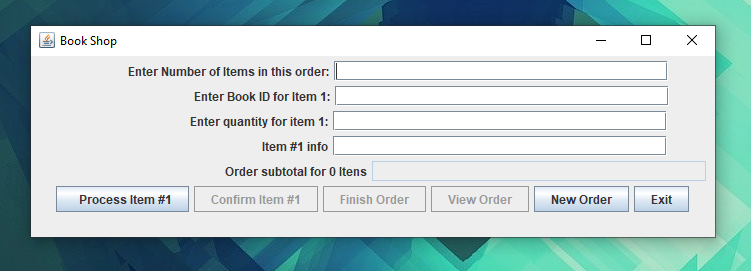 Book Shop
Enter Number of Items in this order:
Enter Book ID for Item 1:
Enter quantity for item 1:
Item #1 info
Order subtotal for 0 Itens
Process Item #1 Confirm Item #1 Finish Order View Order New Order Exit